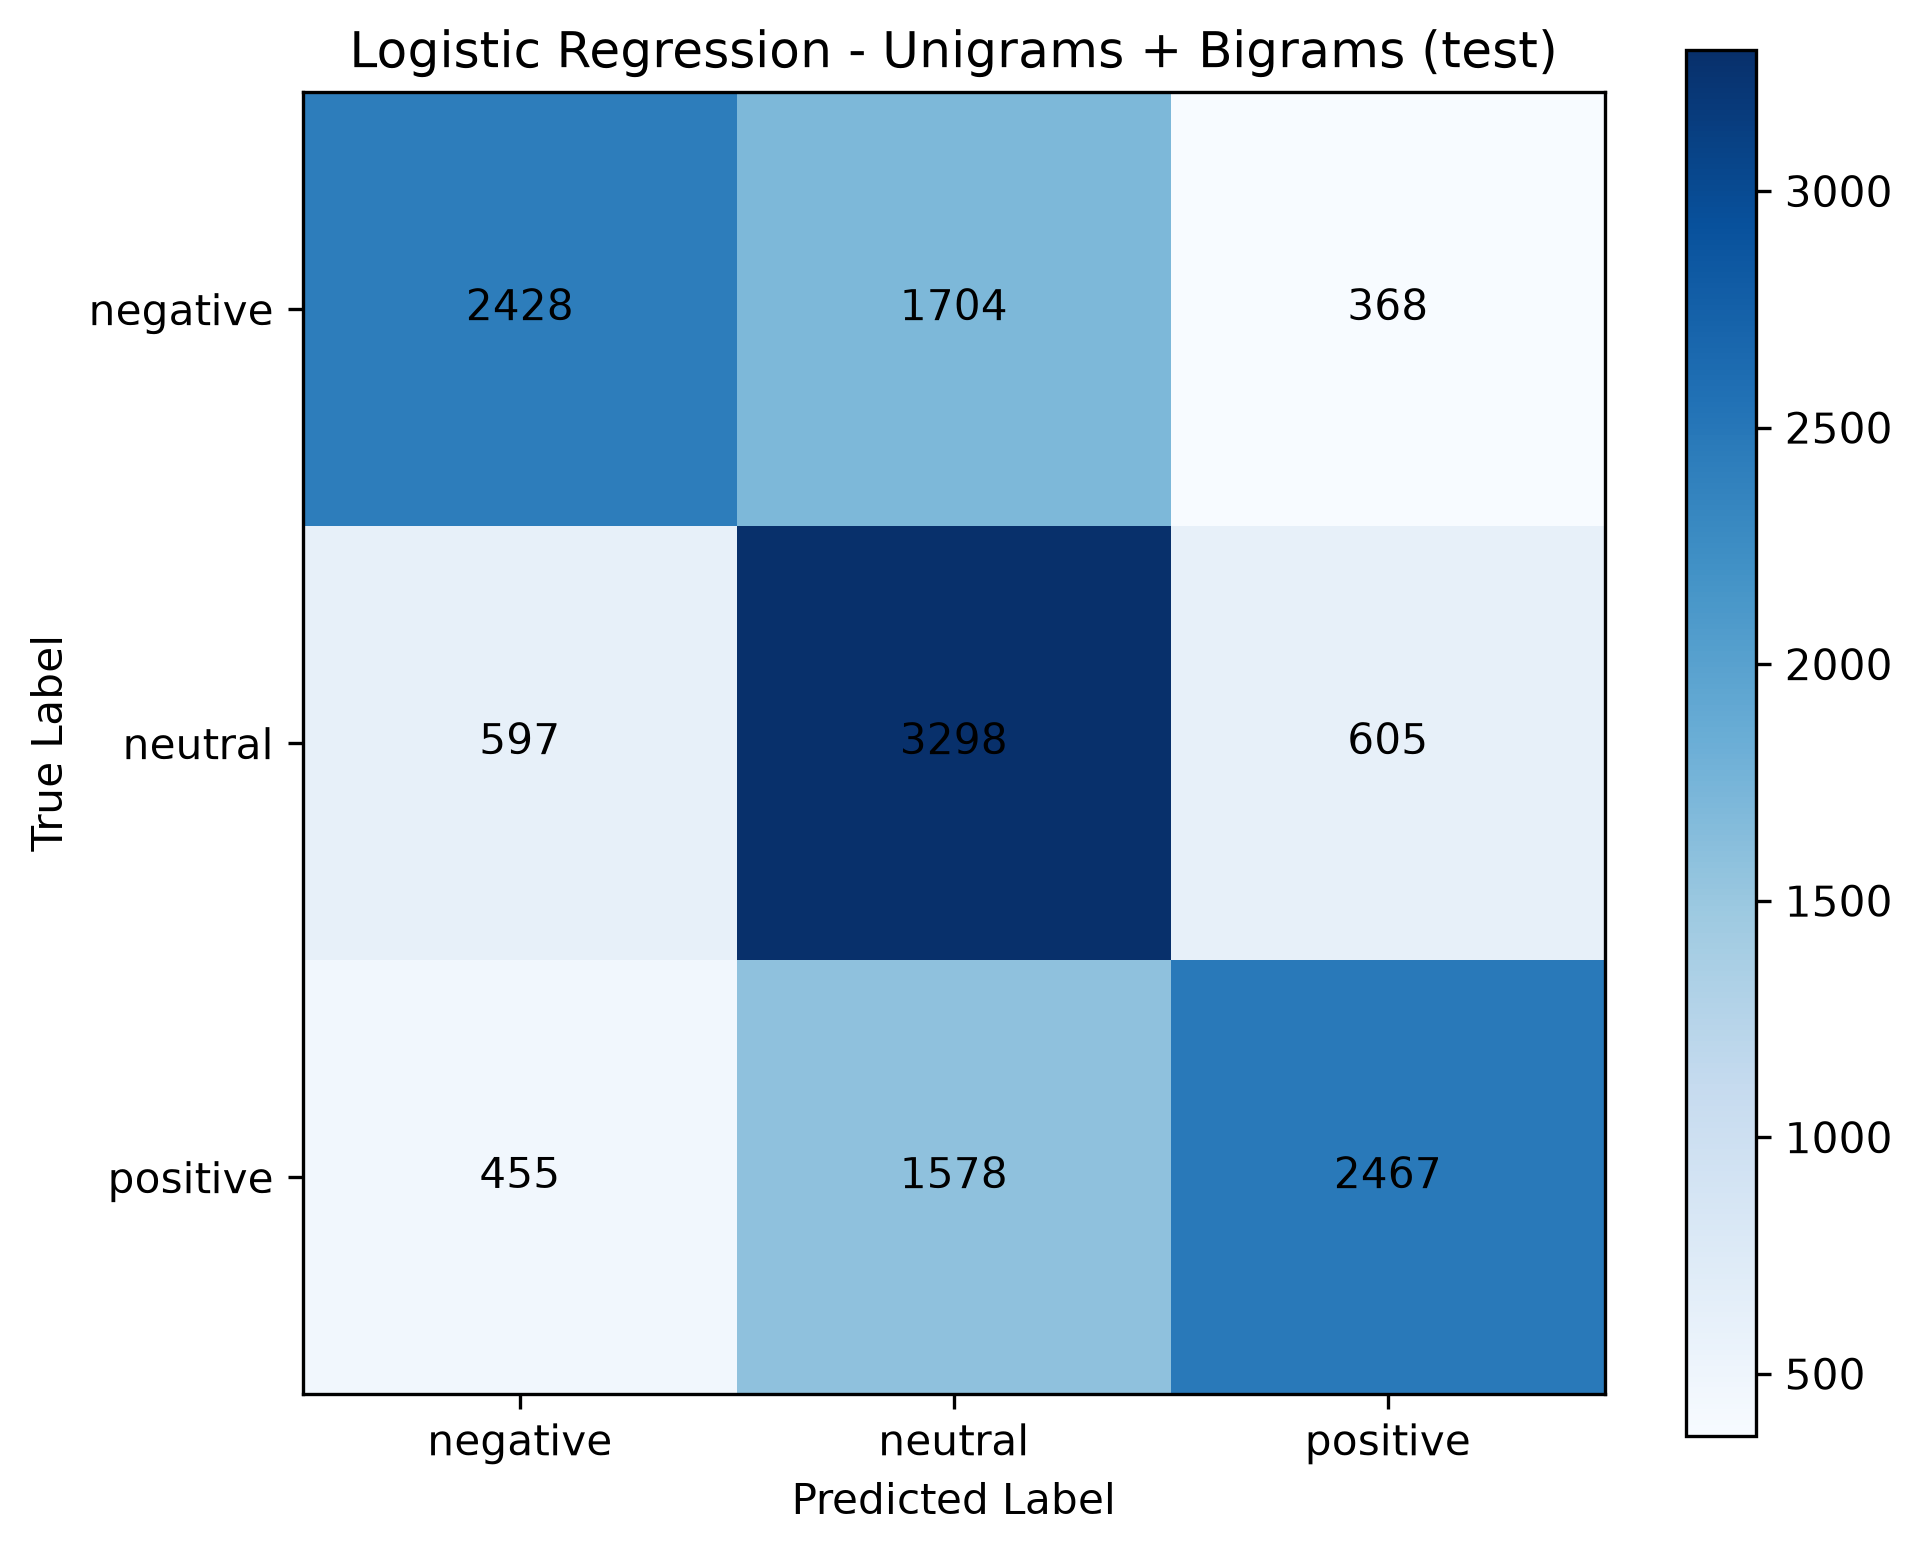 Logistic Regression - Unigrams + Bigrams (test)
3000
2500
2000
1500
1000
500
True Label
negative
2428 1704 368
neutral
597 3298 605
positive
455 1578 2467
negative neutral positive
Predicted Label